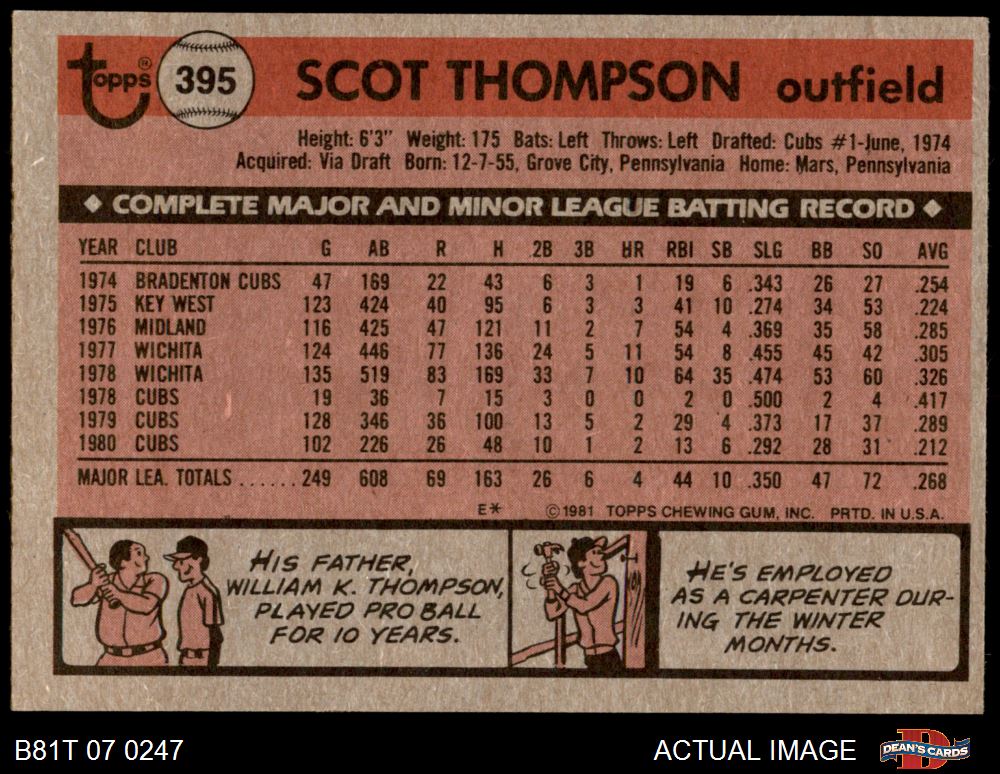 topps® 395 SCOT THOMPSON outfield
Height: 6'3" Weight: 175 Bats: Left Throws: Left Drafted: Cubs #1-June, 1974
Acquired: Via Draft Born: 12-7-55, Grove City, Pennsylvania Home: Mars, Pennsylvania
◆ COMPLETE MAJOR AND MINOR LEAGUE BATTING RECORD ◆
YEAR CLUB G AB R H 2B 3B HR RBI SB SLG BB SO AVG
1974 BRADENTON CUBS 47 169 22 43 6 3 1 19 6 .343 26 27 .254
1975 KEY WEST 123 424 40 95 6 3 3 41 10 .274 34 53 .224
1976 MIDLAND 116 425 47 121 11 2 7 54 4 .369 35 58 .285
1977 WICHITA 124 446 77 136 24 5 11 54 8 .455 45 42 .305
1978 WICHITA 135 519 83 169 33 7 10 64 35 .474 53 60 .326
1978 CUBS 19 36 7 15 3 0 0 2 0 .500 2 4 .417
1979 CUBS 128 346 36 100 13 5 2 29 4 .373 17 37 .289
1980 CUBS 102 226 26 48 10 1 2 13 6 .292 28 31 .212
MAJOR LEA. TOTALS ...... 249 608 69 163 26 6 4 44 10 .350 47 72 .268
E* ©1981 TOPPS CHEWING GUM, INC. PRTD. IN U.S.A.
HIS FATHER,
WILLIAM K. THOMPSON,
PLAYED PRO BALL
FOR 10 YEARS.
HE'S EMPLOYED
AS A CARPENTER DUR-
ING THE WINTER
MONTHS.
B81T 07 0247 ACTUAL IMAGE DEAN'S CARDS